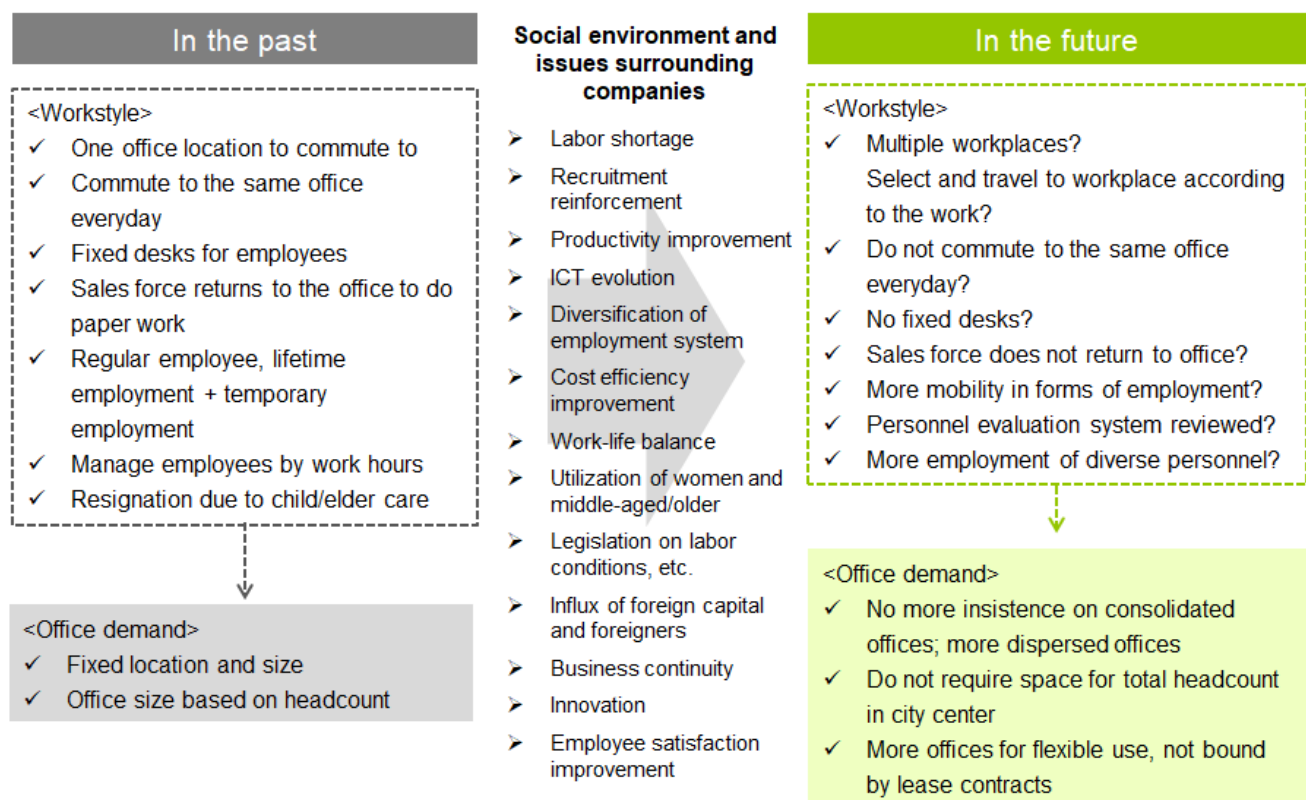 In the past
<Workstyle>
✓ One office location to commute to
✓ Commute to the same office
everyday
✓ Fixed desks for employees
✓ Sales force returns to the office to do
paper work
✓ Regular employee, lifetime
employment + temporary
employment
✓ Manage employees by work hours
✓ Resignation due to child/elder care
<Office demand>
✓ Fixed location and size
✓ Office size based on headcount
Social environment and
issues surrounding
companies
➢ Labor shortage
➢ Recruitment
reinforcement
➢ Productivity improvement
➢ ICT evolution
➢ Diversification of
employment system
➢ Cost efficiency
improvement
➢ Work-life balance
➢ Utilization of women and
middle-aged/older
➢ Legislation on labor
conditions, etc.
➢ Influx of foreign capital
and foreigners
➢ Business continuity
➢ Innovation
➢ Employee satisfaction
improvement
In the future
<Workstyle>
✓ Multiple workplaces?
Select and travel to workplace according
to the work?
✓ Do not commute to the same office
everyday?
✓ No fixed desks?
✓ Sales force does not return to office?
✓ More mobility in forms of employment?
✓ Personnel evaluation system reviewed?
✓ More employment of diverse personnel?
<Office demand>
✓ No more insistence on consolidated
offices; more dispersed offices
✓ Do not require space for total headcount
in city center
✓ More offices for flexible use, not bound
by lease contracts